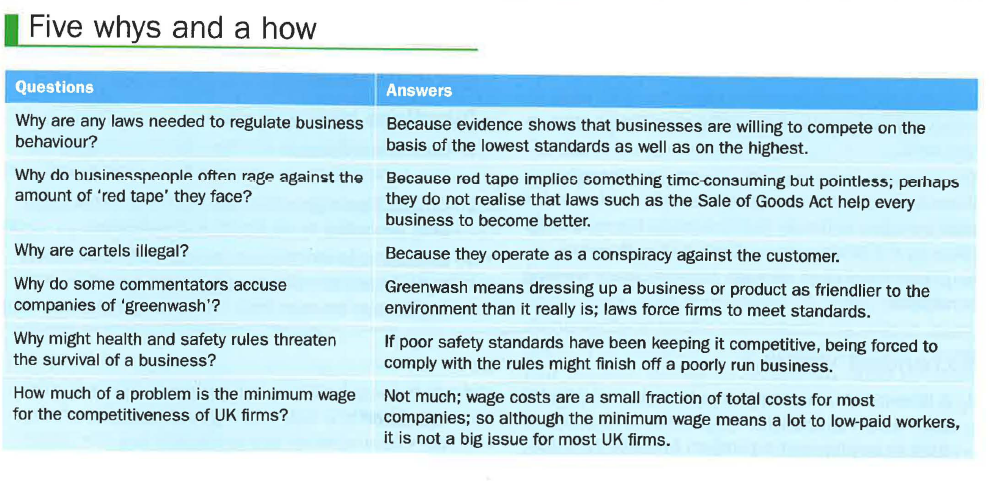 Five whys and a how
Questions
Answers
Why are any laws needed to regulate business
behaviour?
Because evidence shows that businesses are willing to compete on the
basis of the lowest standards as well as on the highest.
Why do businesspeople often rage against the
amount of ‘red tape’ they face?
Because red tape implies something time-consuming but pointless; perhaps
they do not realise that laws such as the Sale of Goods Act help every
business to become better.
Why are cartels illegal?
Because they operate as a conspiracy against the customer.
Why do some commentators accuse
companies of ‘greenwash’?
Greenwash means dressing up a business or product as friendlier to the
environment than it really is; laws force firms to meet standards.
Why might health and safety rules threaten
the survival of a business?
If poor safety standards have been keeping it competitive, being forced to
comply with the rules might finish off a poorly run business.
How much of a problem is the minimum wage
for the competitiveness of UK firms?
Not much; wage costs are a small fraction of total costs for most
companies; so although the minimum wage means a lot to low-paid workers,
it is not a big issue for most UK firms.